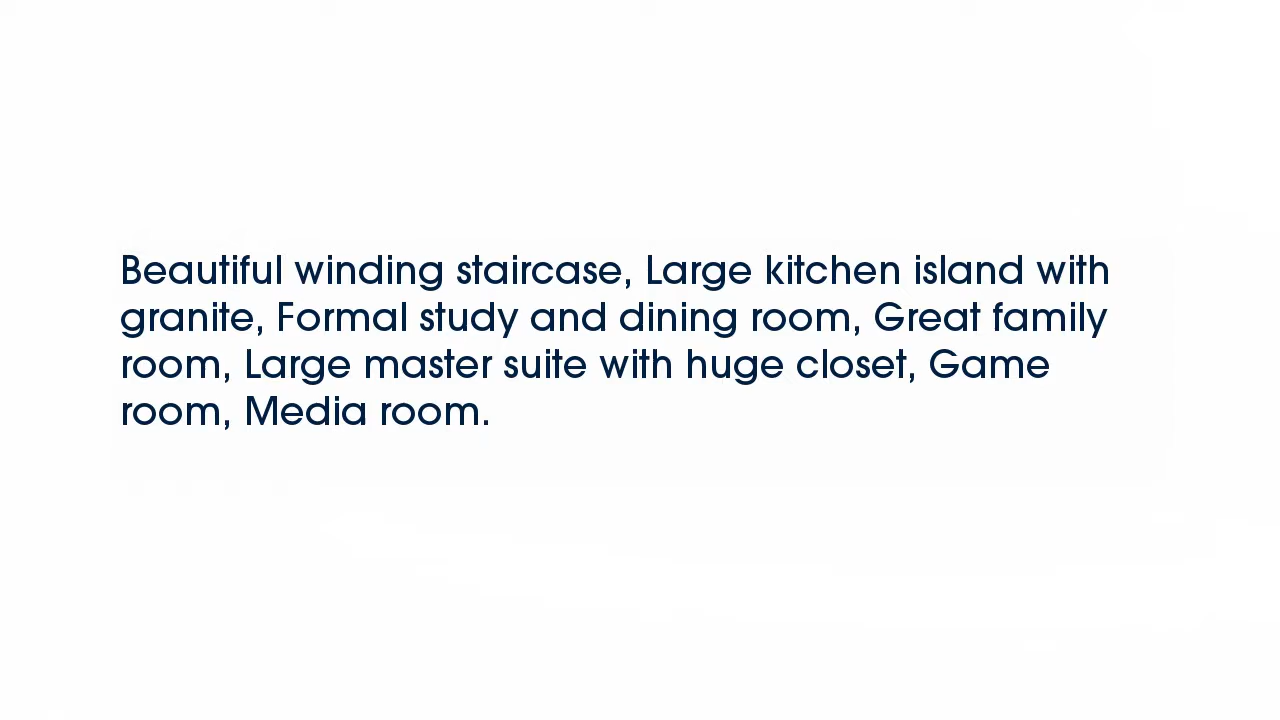 Beautiful winding staircase, Large kitchen island with
granite, Formal study and dining room, Great family
room, Large master suite with huge closet, Game
room, Media room.